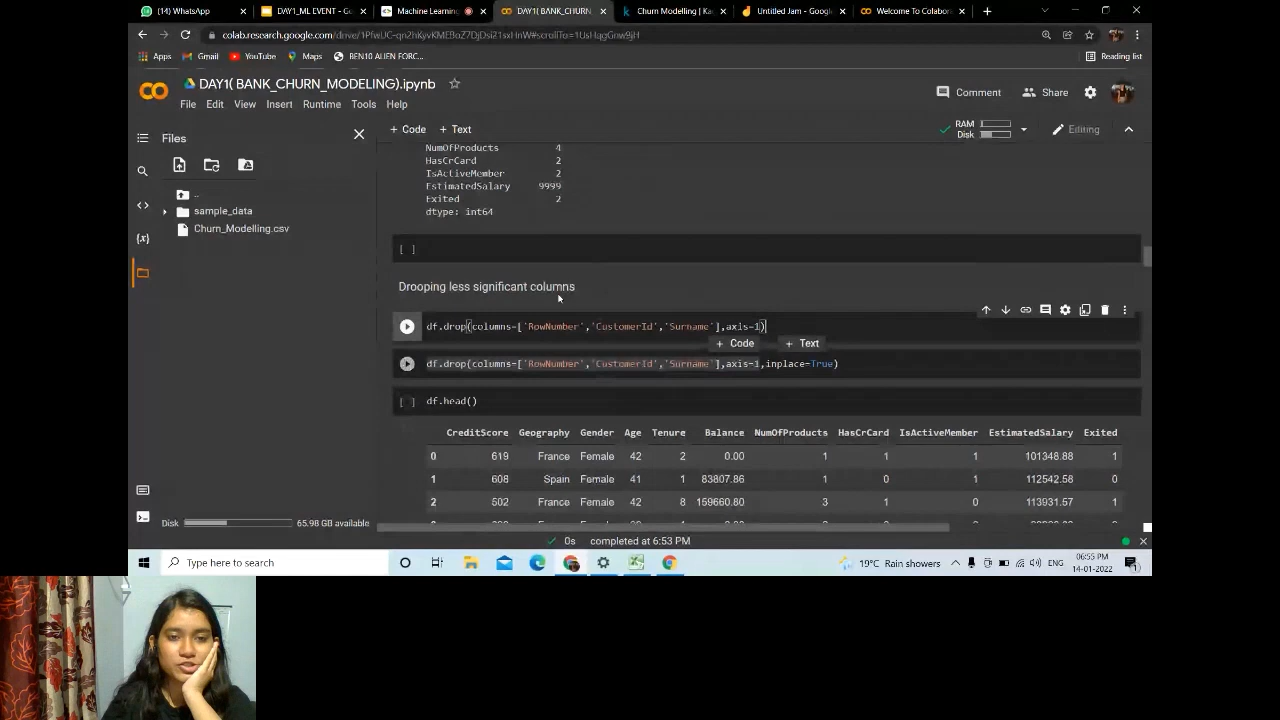 (14) WhatsApp
DAY1_ML EVENT - G
Machine Learning
DAY1( BANK_CHURN
Churn Modelling | Ka
Untitled Jam - Google
Welcome To Colabora
Apps
Gmail
YouTube
Maps
BEN10 ALIEN FORC...
Reading list
DAY1( BANK_CHURN_MODELING).ipynb
File Edit View Insert Runtime Tools Help
Comment
Share
Files
+ Code + Text
RAM
Disk
Editing
..
sample_data
Churn_Modelling.csv
NumOfProducts 4
HasCrCard 2
IsActiveMember 2
EstimatedSalary 9999
Exited 2
dtype: int64
[ ]
Drooping less significant columns
df.drop(columns=['RowNumber','CustomerId','Surname'],axis=1)
+ Code + Text
df.drop(columns=['RowNumber','CustomerId','Surname'],axis=1,inplace=True)
[ ] df.head()
CreditScore Geography Gender Age Tenure Balance NumOfProducts HasCrCard IsActiveMember EstimatedSalary Exited
0 619 France Female 42 2 0.00 1 1 1 101348.88 1
1 608 Spain Female 41 1 83807.86 1 0 1 112542.58 0
2 502 France Female 42 8 159660.80 3 1 0 113931.57 1
Disk 65.98 GB available
0s completed at 6:53 PM
Type here to search
19°C Rain showers
ENG
06:55 PM
14-01-2022